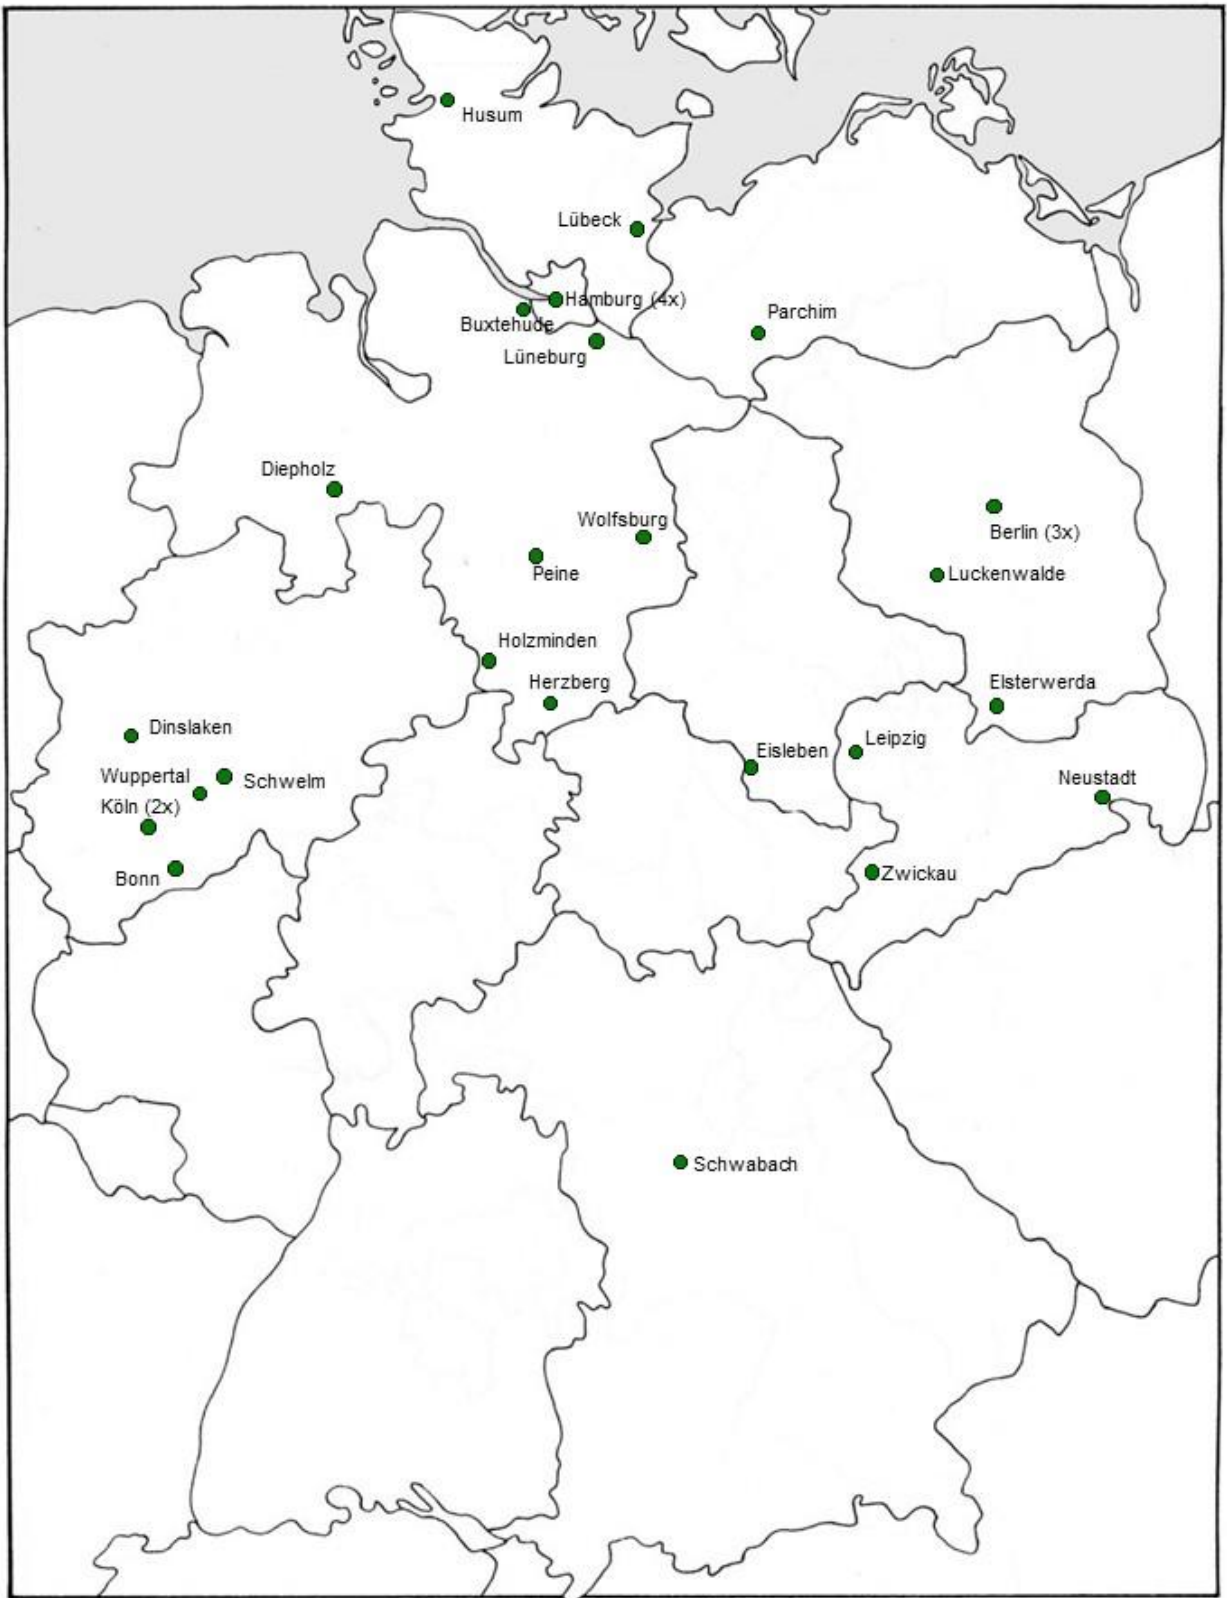 Husum
Lübeck
Hamburg (4x)
Parchim
Buxtehude
Lüneburg
Diepholz
Wolfsburg
Berlin (3x)
Peine
Luckenwalde
Holzminden
Herzberg
Elsterwerda
Dinslaken
Leipzig
Eisleben
Wuppertal
Schwelm
Neustadt
Köln (2x)
Bonn
Zwickau
Schwabach